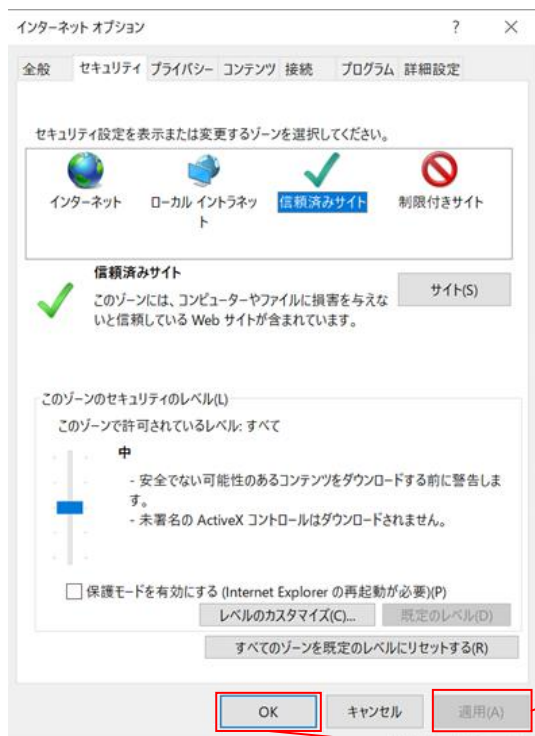 インターネット オプション ? ×
全般 セキュリティ プライバシー コンテンツ 接続 プログラム 詳細設定
セキュリティ設定を表示または変更するゾーンを選択してください。
インターネット ローカル イントラネッ 信頼済みサイト 制限付きサイト
ト
信頼済みサイト
このゾーンには、コンピューターやファイルに損害を与えな
いと信頼している Web サイトが含まれています。
サイト(S)
このゾーンのセキュリティのレベル(L)
このゾーンで許可されているレベル: すべて
中
- 安全でない可能性のあるコンテンツをダウンロードする前に警告しま
す。
- 未署名の ActiveX コントロールはダウンロードされません。
保護モードを有効にする (Internet Explorer の再起動が必要)(P)
レベルのカスタマイズ(C)... 既定のレベル(D)
すべてのゾーンを既定のレベルにリセットする(R)
OK キャンセル 適用(A)